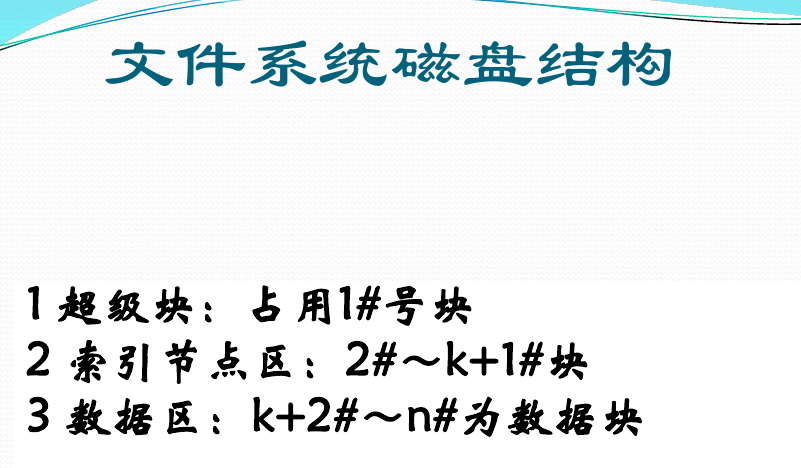 文件系统磁盘结构
1 超级块：占用1#号块
2 索引节点区：2#～k+1#块
3 数据区：k+2#～n#为数据块